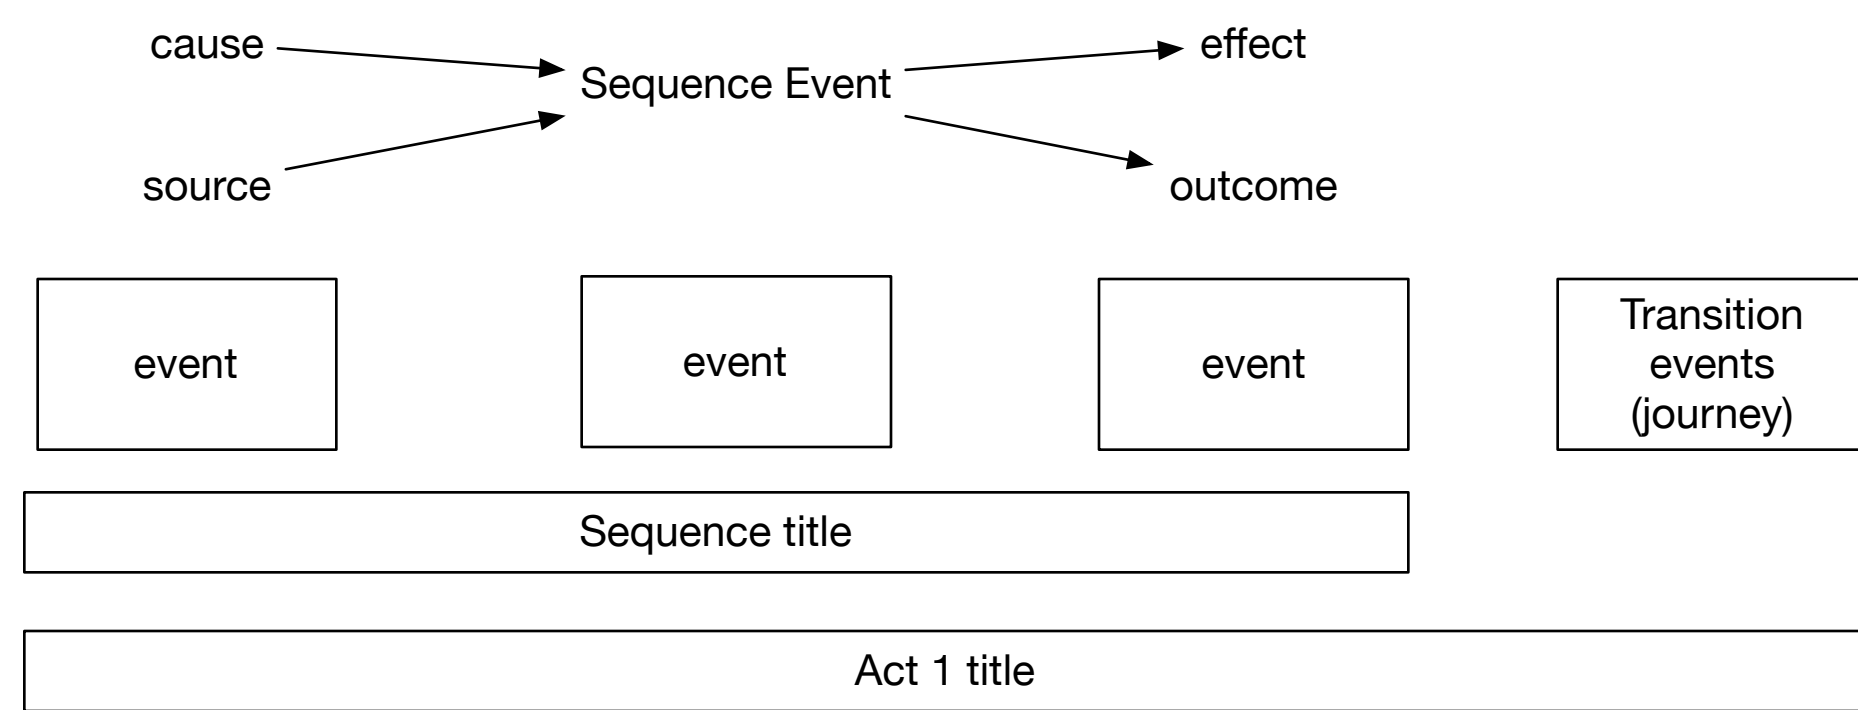 cause
effect
Sequence Event
source
outcome
event
event
event
Transition
events
(journey)
Sequence title
Act 1 title